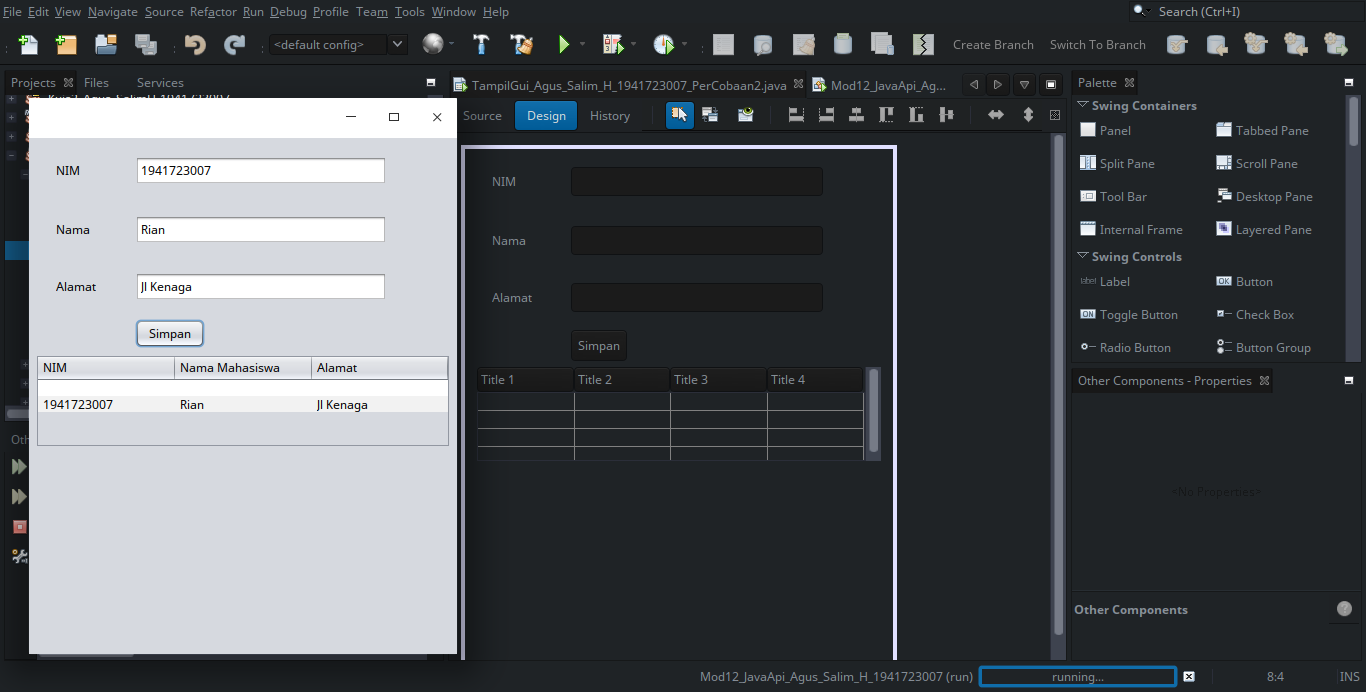 File Edit View Navigate Source Refactor Run Debug Profile Team Tools Window Help
Search (Ctrl+I)
<default config>
Create Branch
Switch To Branch
Projects
Files
Services
TampilGui_Agus_Salim_H_1941723007_PerCobaan2.java
Mod12_JavaApi_Ag...
Palette
Source
Design
History
Swing Containers
Panel
Tabbed Pane
Split Pane
Scroll Pane
Tool Bar
Desktop Pane
Internal Frame
Layered Pane
Swing Controls
label Label
OK Button
ON Toggle Button
Check Box
Radio Button
Button Group
NIM
1941723007
Nama
Rian
Alamat
Jl Kenaga
Simpan
NIM Nama Mahasiswa Alamat
1941723007 Rian Jl Kenaga
NIM
Nama
Alamat
Simpan
Title 1 Title 2 Title 3 Title 4
Other Components - Properties
<No Properties>
Other Components
Mod12_JavaApi_Agus_Salim_H_1941723007 (run)
running...
8:4
INS